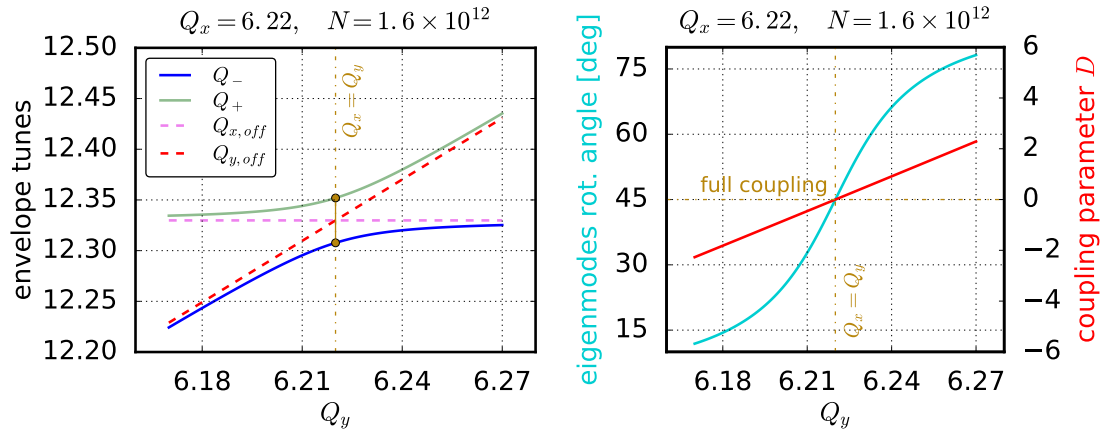 Q_x = 6.22, N = 1.6 × 10^12
envelope tunes
12.50
12.45
12.40
12.35
12.30
12.25
12.20
Q_-
Q_+
Q_x,off
Q_y,off
Q_x = Q_y
6.18
6.21
6.24
6.27
Q_y
Q_x = 6.22, N = 1.6 × 10^12
eigenmodes rot. angle [deg]
75
60
45
30
15
full coupling
Q_x = Q_y
6
4
2
0
−2
−4
−6
coupling parameter D
6.18
6.21
6.24
6.27
Q_y